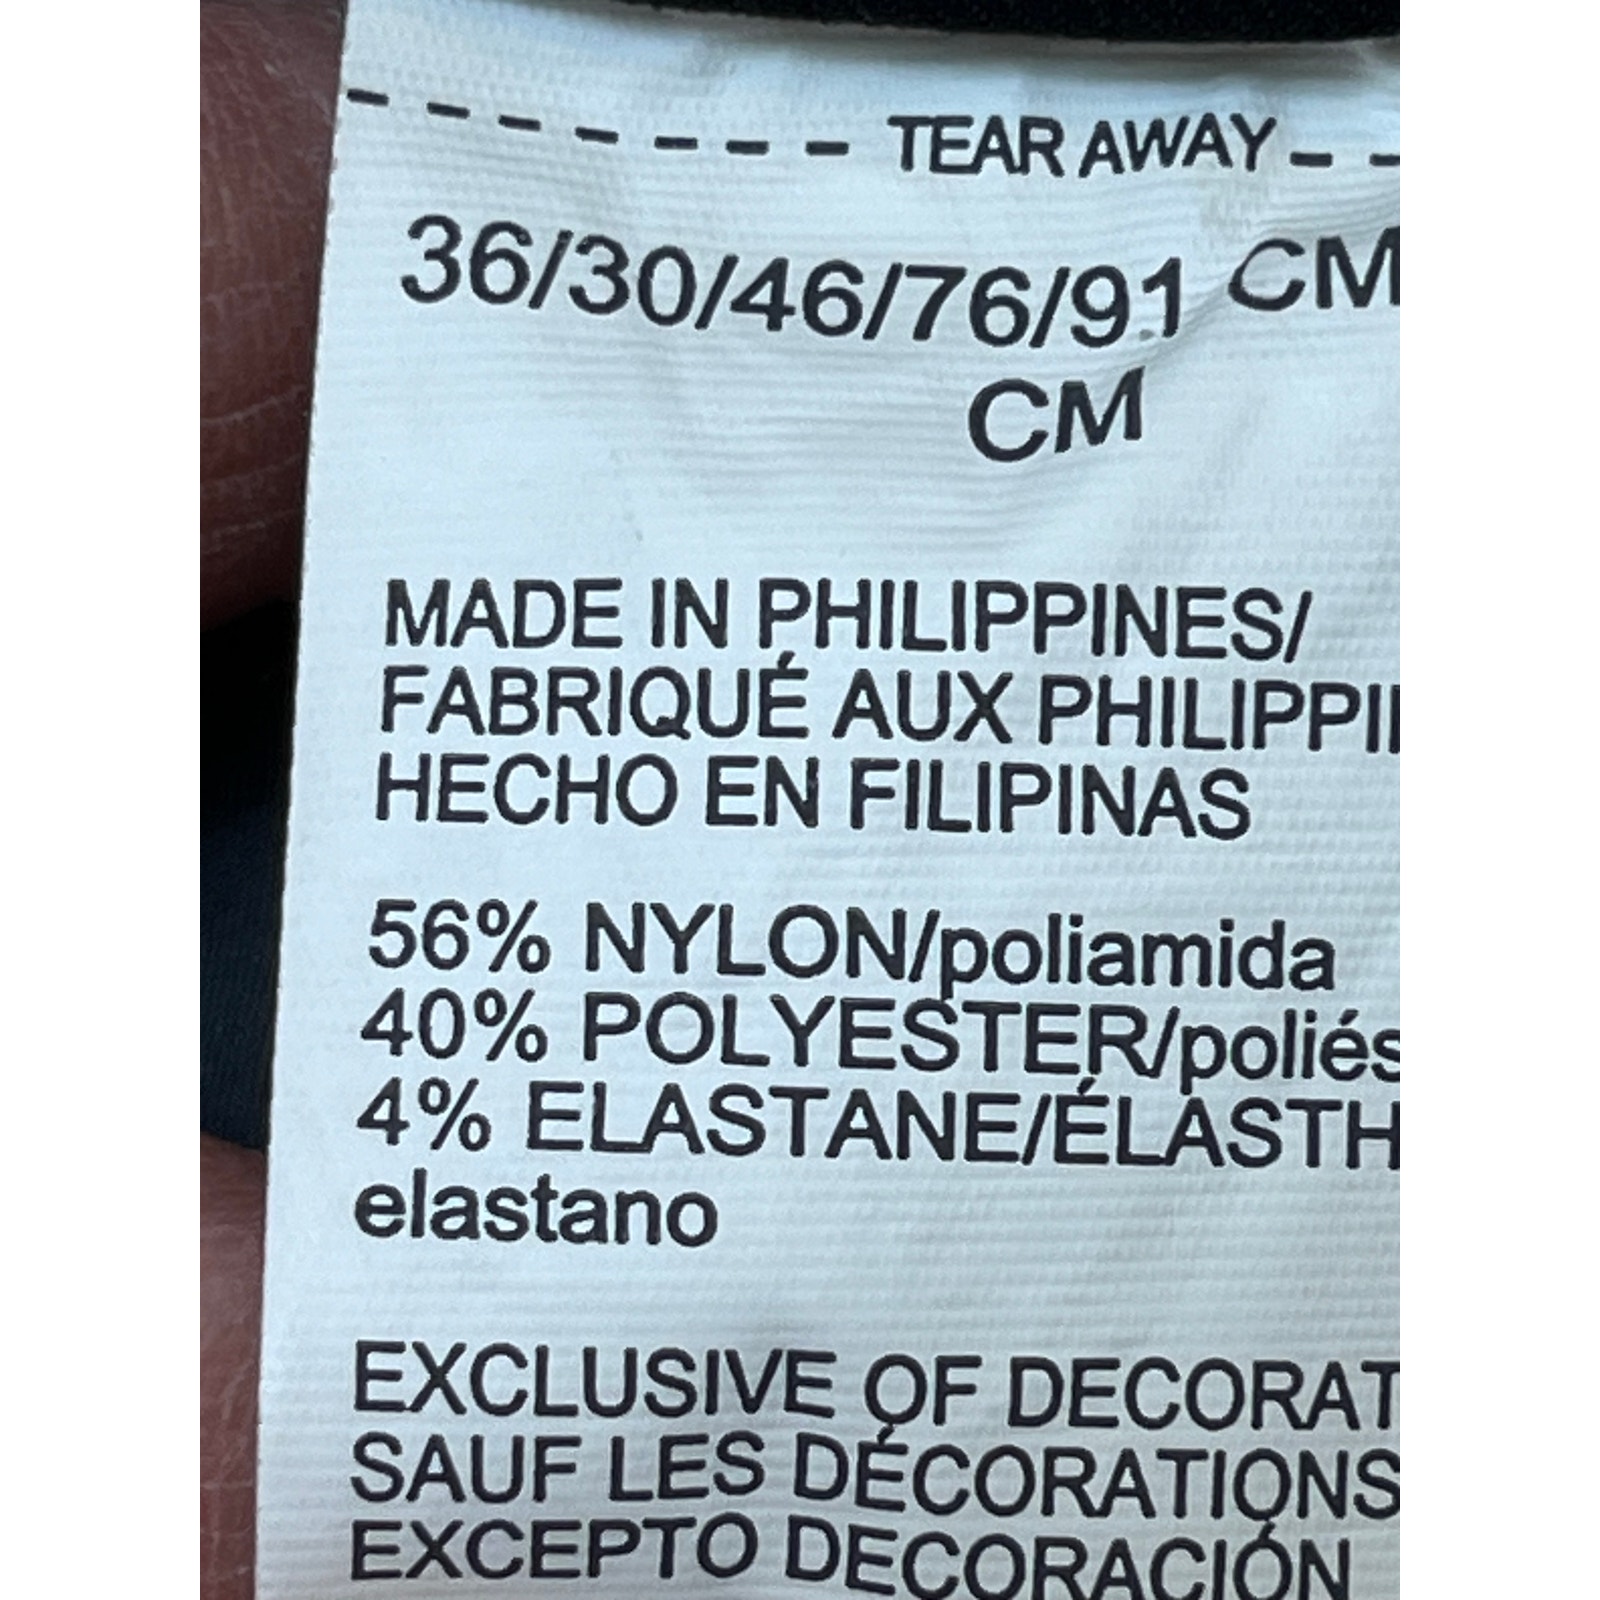 - - - - - - - TEAR AWAY - -
36/30/46/76/91 CM
CM
MADE IN PHILIPPINES/
FABRIQUÉ AUX PHILIPPI
HECHO EN FILIPINAS
56% NYLON/poliamida
40% POLYESTER/poliés
4% ELASTANE/ÉLASTH
elastano
EXCLUSIVE OF DECORAT
SAUF LES DÉCORATIONS
EXCEPTO DECORACIÓN